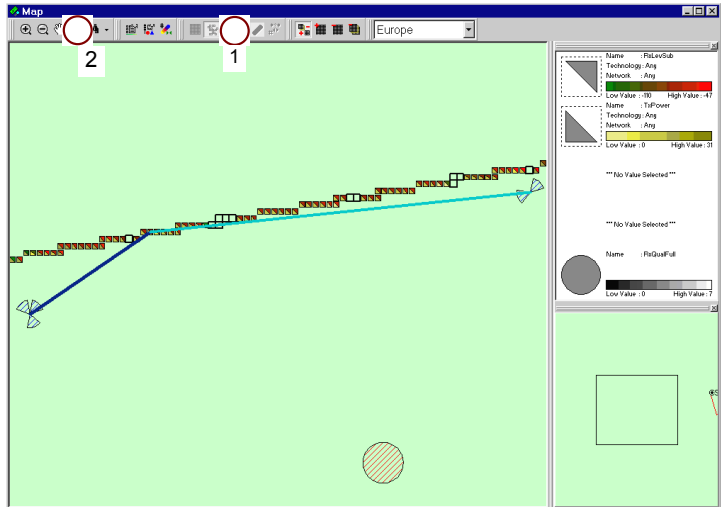 Map
Europe
2
1
Name : RxLevSub
Technology : Any
Network : Any
Low Value : -110 High Value : -47
Name : TxPower
Technology : Any
Network : Any
Low Value : 0 High Value : 31
*** No Value Selected ***
*** No Value Selected ***
Name : RxQualFull
Low Value : 0 High Value : 7